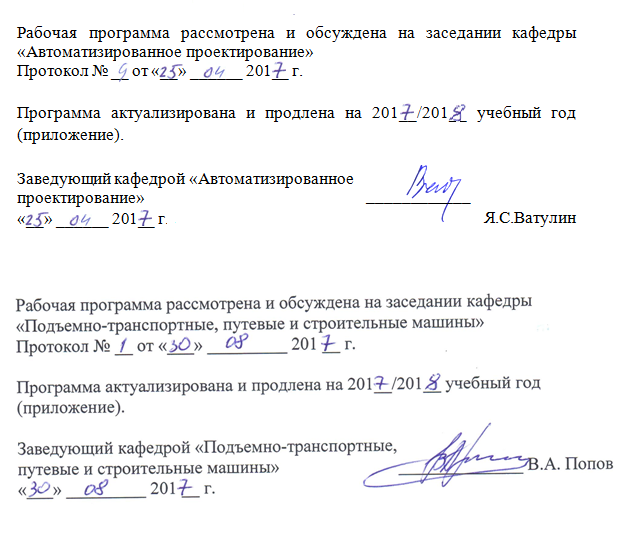 Рабочая программа рассмотрена и обсуждена на заседании кафедры
«Автоматизированное проектирование»
Протокол № 9 от «25» 04 2017 г.
Программа актуализирована и продлена на 2017/2018 учебный год
(приложение).
Заведующий кафедрой «Автоматизированное
проектирование»
«25» 04 2017 г. Я.С.Ватулин
Рабочая программа рассмотрена и обсуждена на заседании кафедры
«Подъемно-транспортные, путевые и строительные машины»
Протокол № 1 от «30» 08 2017 г.
Программа актуализирована и продлена на 2017/2018 учебный год
(приложение).
Заведующий кафедрой «Подъемно-транспортные,
путевые и строительные машины» В.А. Попов
«30» 08 2017 г.